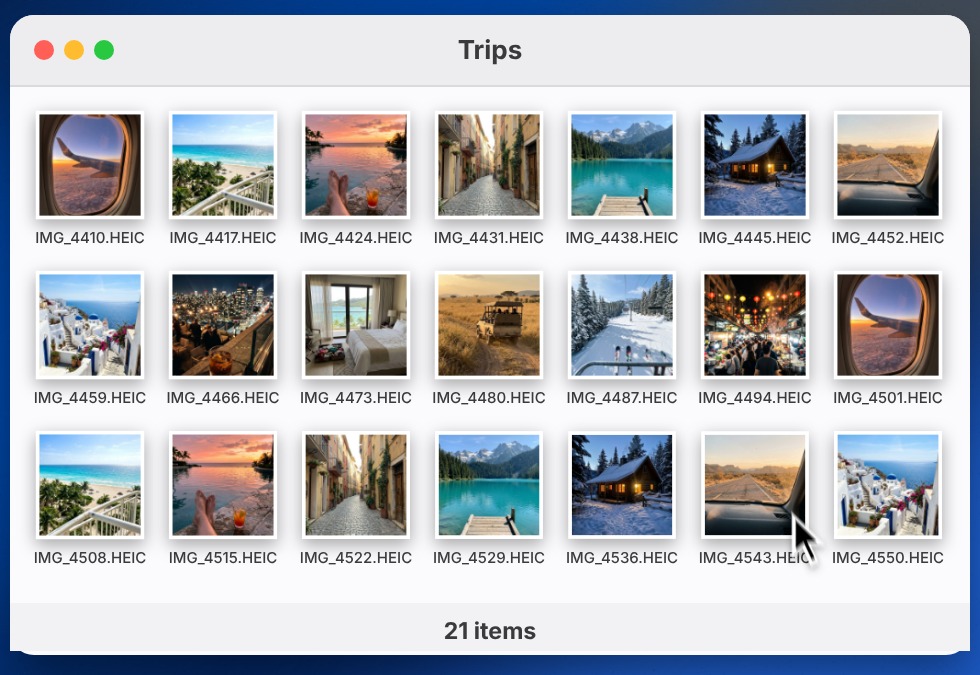 Trips
IMG_4410.HEIC IMG_4417.HEIC IMG_4424.HEIC IMG_4431.HEIC IMG_4438.HEIC IMG_4445.HEIC IMG_4452.HEIC
IMG_4459.HEIC IMG_4466.HEIC IMG_4473.HEIC IMG_4480.HEIC IMG_4487.HEIC IMG_4494.HEIC IMG_4501.HEIC
IMG_4508.HEIC IMG_4515.HEIC IMG_4522.HEIC IMG_4529.HEIC IMG_4536.HEIC IMG_4543.HEIC IMG_4550.HEIC
21 items